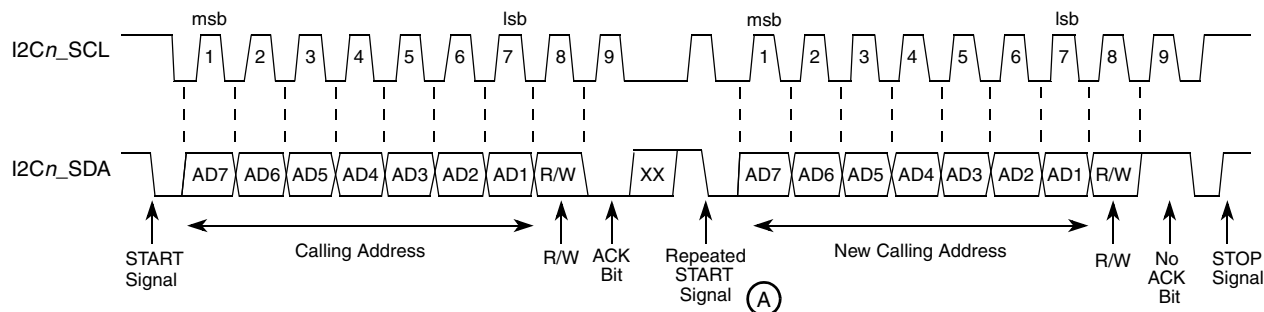 msb lsb msb lsb
I2Cn_SCL 1 2 3 4 5 6 7 8 9 1 2 3 4 5 6 7 8 9
I2Cn_SDA AD7 AD6 AD5 AD4 AD3 AD2 AD1 R/W XX AD7 AD6 AD5 AD4 AD3 AD2 AD1 R/W
START
Signal
Calling Address
R/W
ACK
Bit
Repeated
START
Signal
A
New Calling Address
R/W
No
ACK
Bit
STOP
Signal